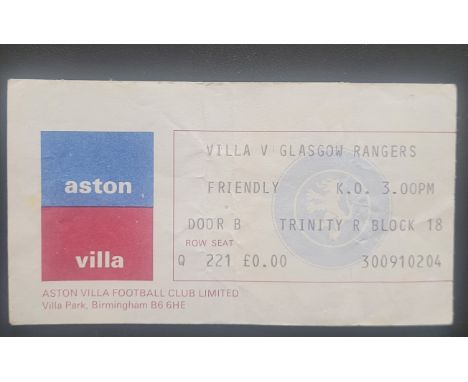 aston
villa
VILLA V GLASGOW RANGERS
FRIENDLY K.O. 3.00PM
DOOR B TRINITY R BLOCK 18
ROW SEAT
Q 221 £0.00 300910204
ASTON VILLA FOOTBALL CLUB LIMITED
Villa Park, Birmingham B6 6HE